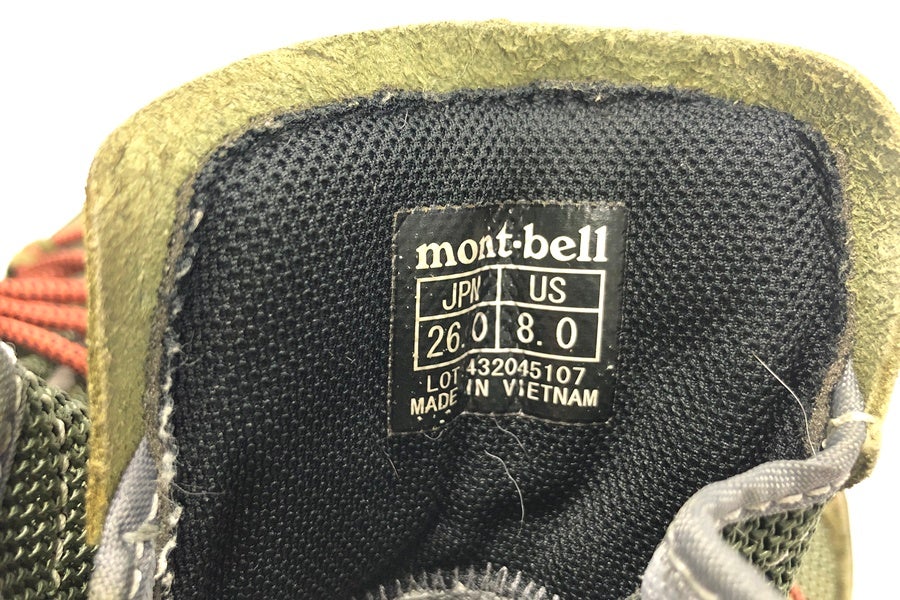 mont-bell
JPN US
26.0 8.0
LOT 432045107
MADE IN VIETNAM